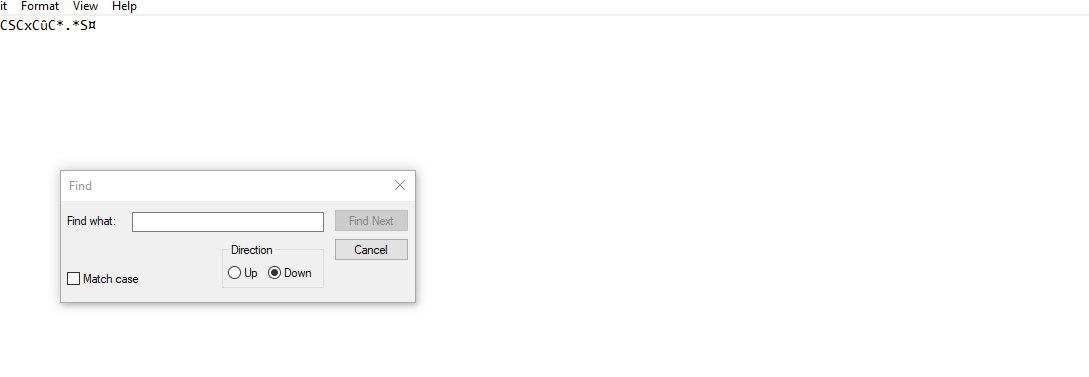 it Format View Help
CSCxCûC*.*S¤
Find
Find what:
Find Next
Direction
Cancel
Up Down
Match case